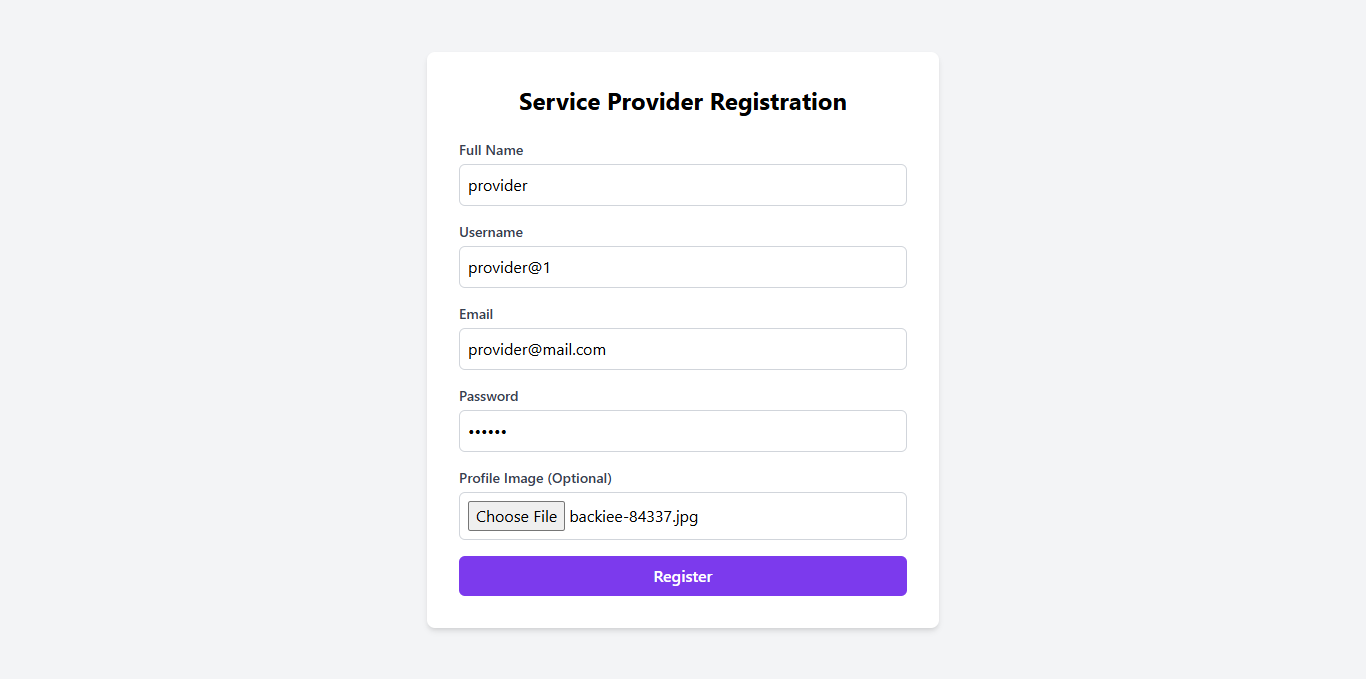 Service Provider Registration
Full Name
provider
Username
provider@1
Email
provider@mail.com
Password
••••••
Profile Image (Optional)
Choose File backiee-84337.jpg
Register